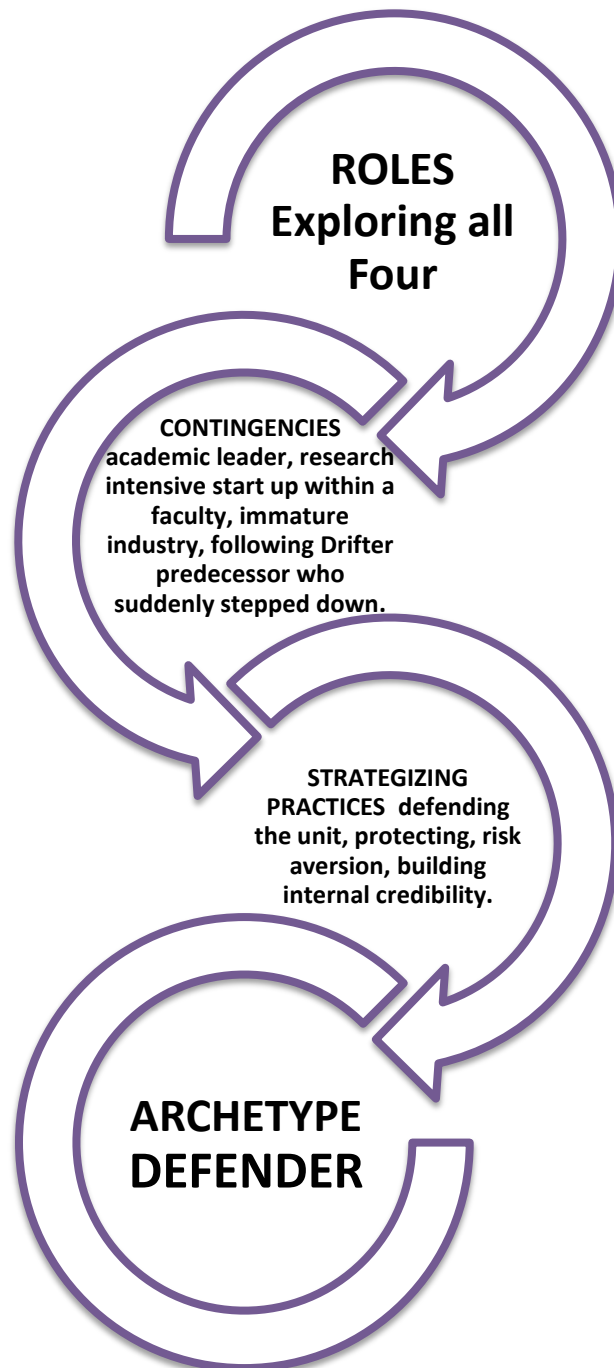 ROLES
Exploring all
Four
CONTINGENCIES
academic leader, research
intensive start up within a
faculty, immature
industry, following Drifter
predecessor who
suddenly stepped down.
STRATEGIZING
PRACTICES defending
the unit, protecting, risk
aversion, building
internal credibility.
ARCHETYPE
DEFENDER